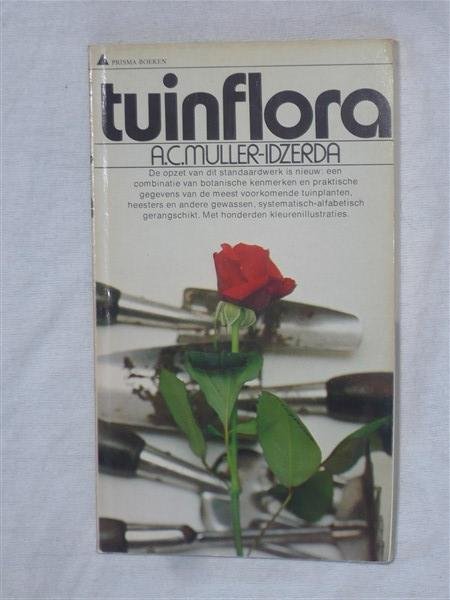 PRISMA-BOEKEN
tuinflora
A.C.MULLER-IDZERDA
De opzet van dit standaardwerk is nieuw: een
combinatie van botanische kenmerken en praktische
gegevens van de meest voorkomende tuinplanten,
heesters en andere gewassen, systematisch-alfabetisch
gerangschikt. Met honderden kleurenillustraties.